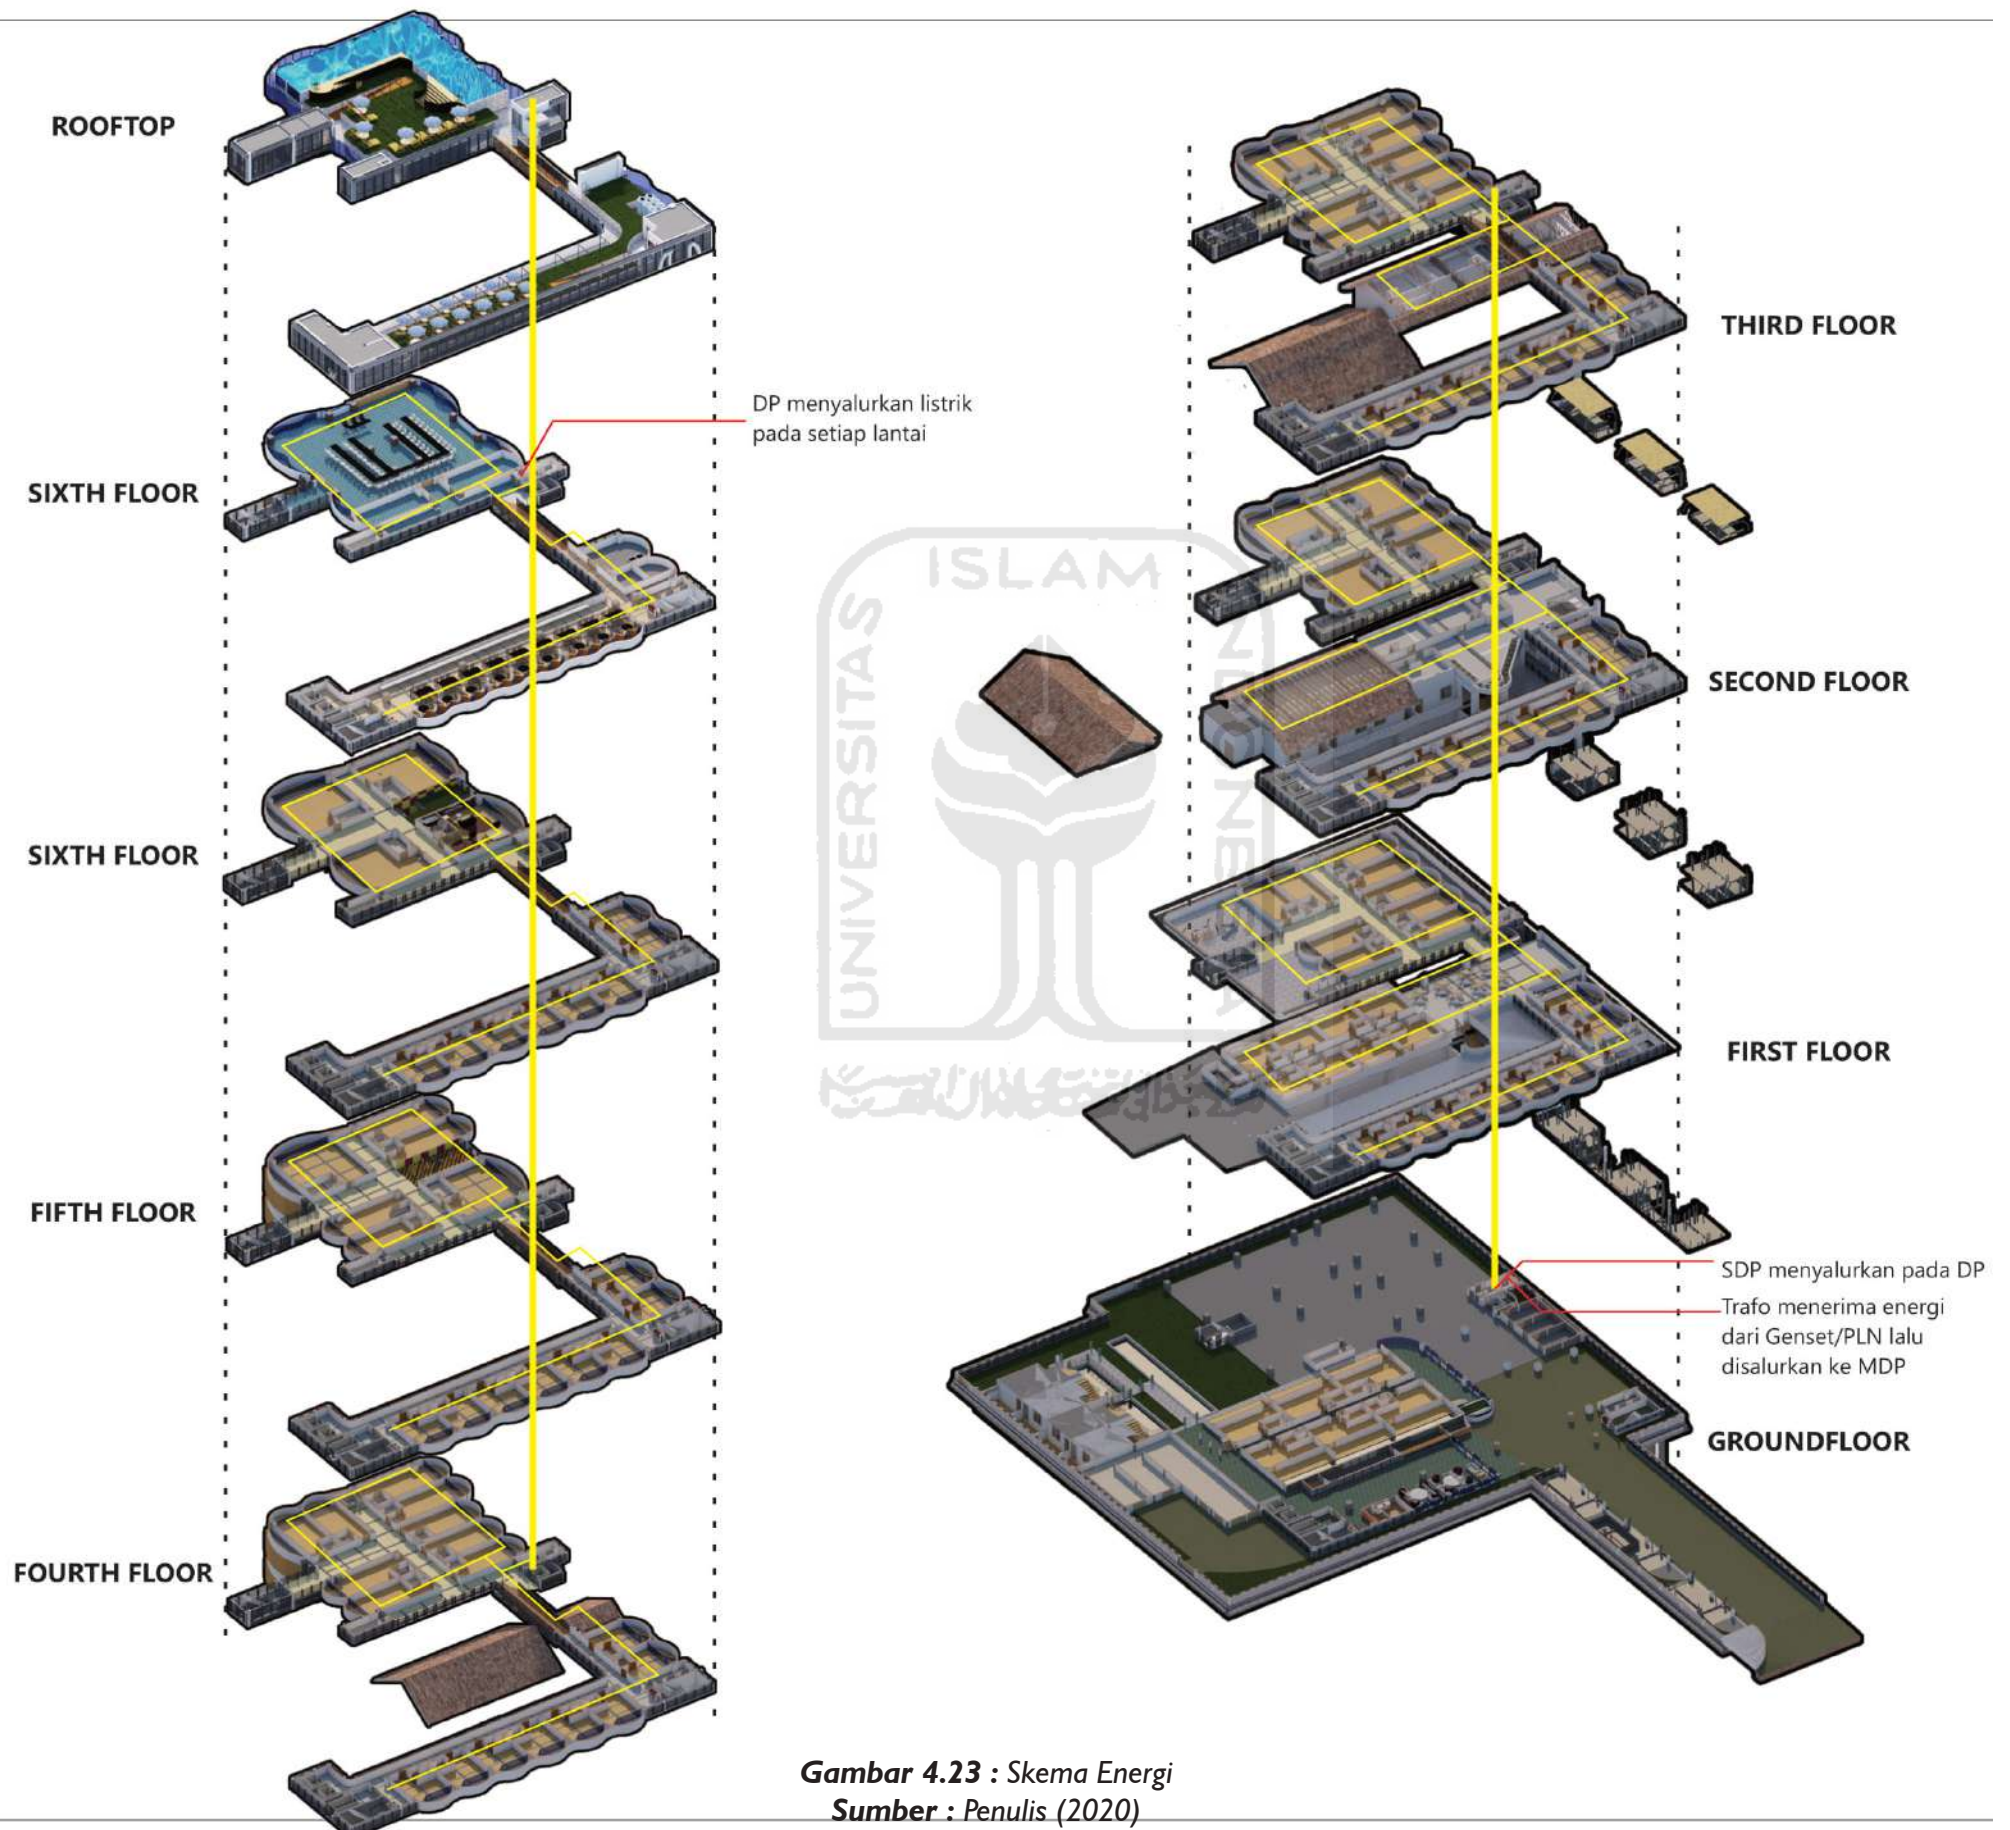 ROOFTOP
DP menyalurkan listrik
pada setiap lantai
SIXTH FLOOR
SIXTH FLOOR
FIFTH FLOOR
FOURTH FLOOR
THIRD FLOOR
SECOND FLOOR
FIRST FLOOR
SDP menyalurkan pada DP
Trafo menerima energi
dari Genset/PLN lalu
disalurkan ke MDP
GROUNDFLOOR
UNIVERSITAS
ISLAM
INDONESIA
Gambar 4.23 : Skema Energi
Sumber : Penulis (2020)